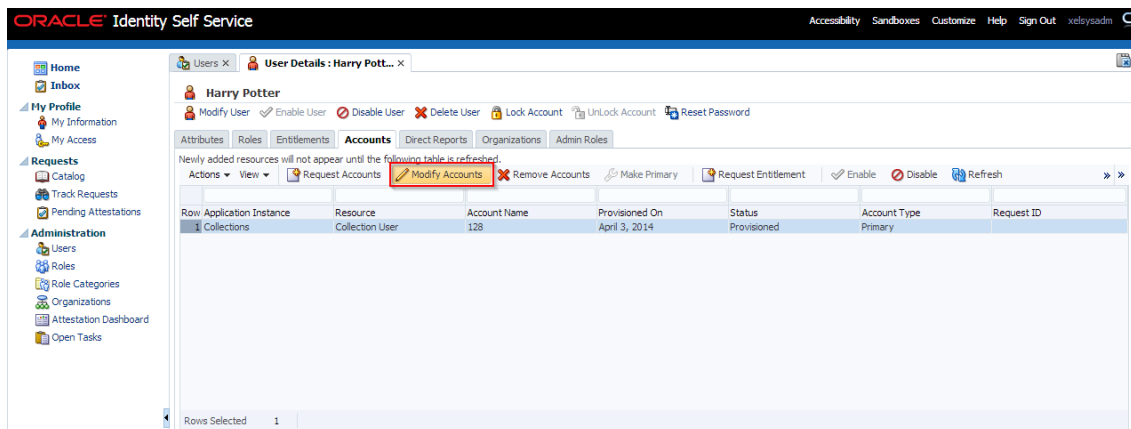 ORACLE Identity Self Service
Accessibility Sandboxes Customize Help Sign Out xelsysadm
Home
Inbox
My Profile
My Information
My Access
Requests
Catalog
Track Requests
Pending Attestations
Administration
Users
Roles
Role Categories
Organizations
Attestation Dashboard
Open Tasks
Users
User Details : Harry Pott...
Harry Potter
Modify User Enable User Disable User Delete User Lock Account UnLock Account Reset Password
Attributes Roles Entitlements Accounts Direct Reports Organizations Admin Roles
Newly added resources will not appear until the following table is refreshed.
Actions View Request Accounts Modify Accounts Remove Accounts Make Primary Request Entitlement Enable Disable Refresh » »
Row Application Instance Resource Account Name Provisioned On Status Account Type Request ID
1 Collections Collection User 128 April 3, 2014 Provisioned Primary
Rows Selected 1